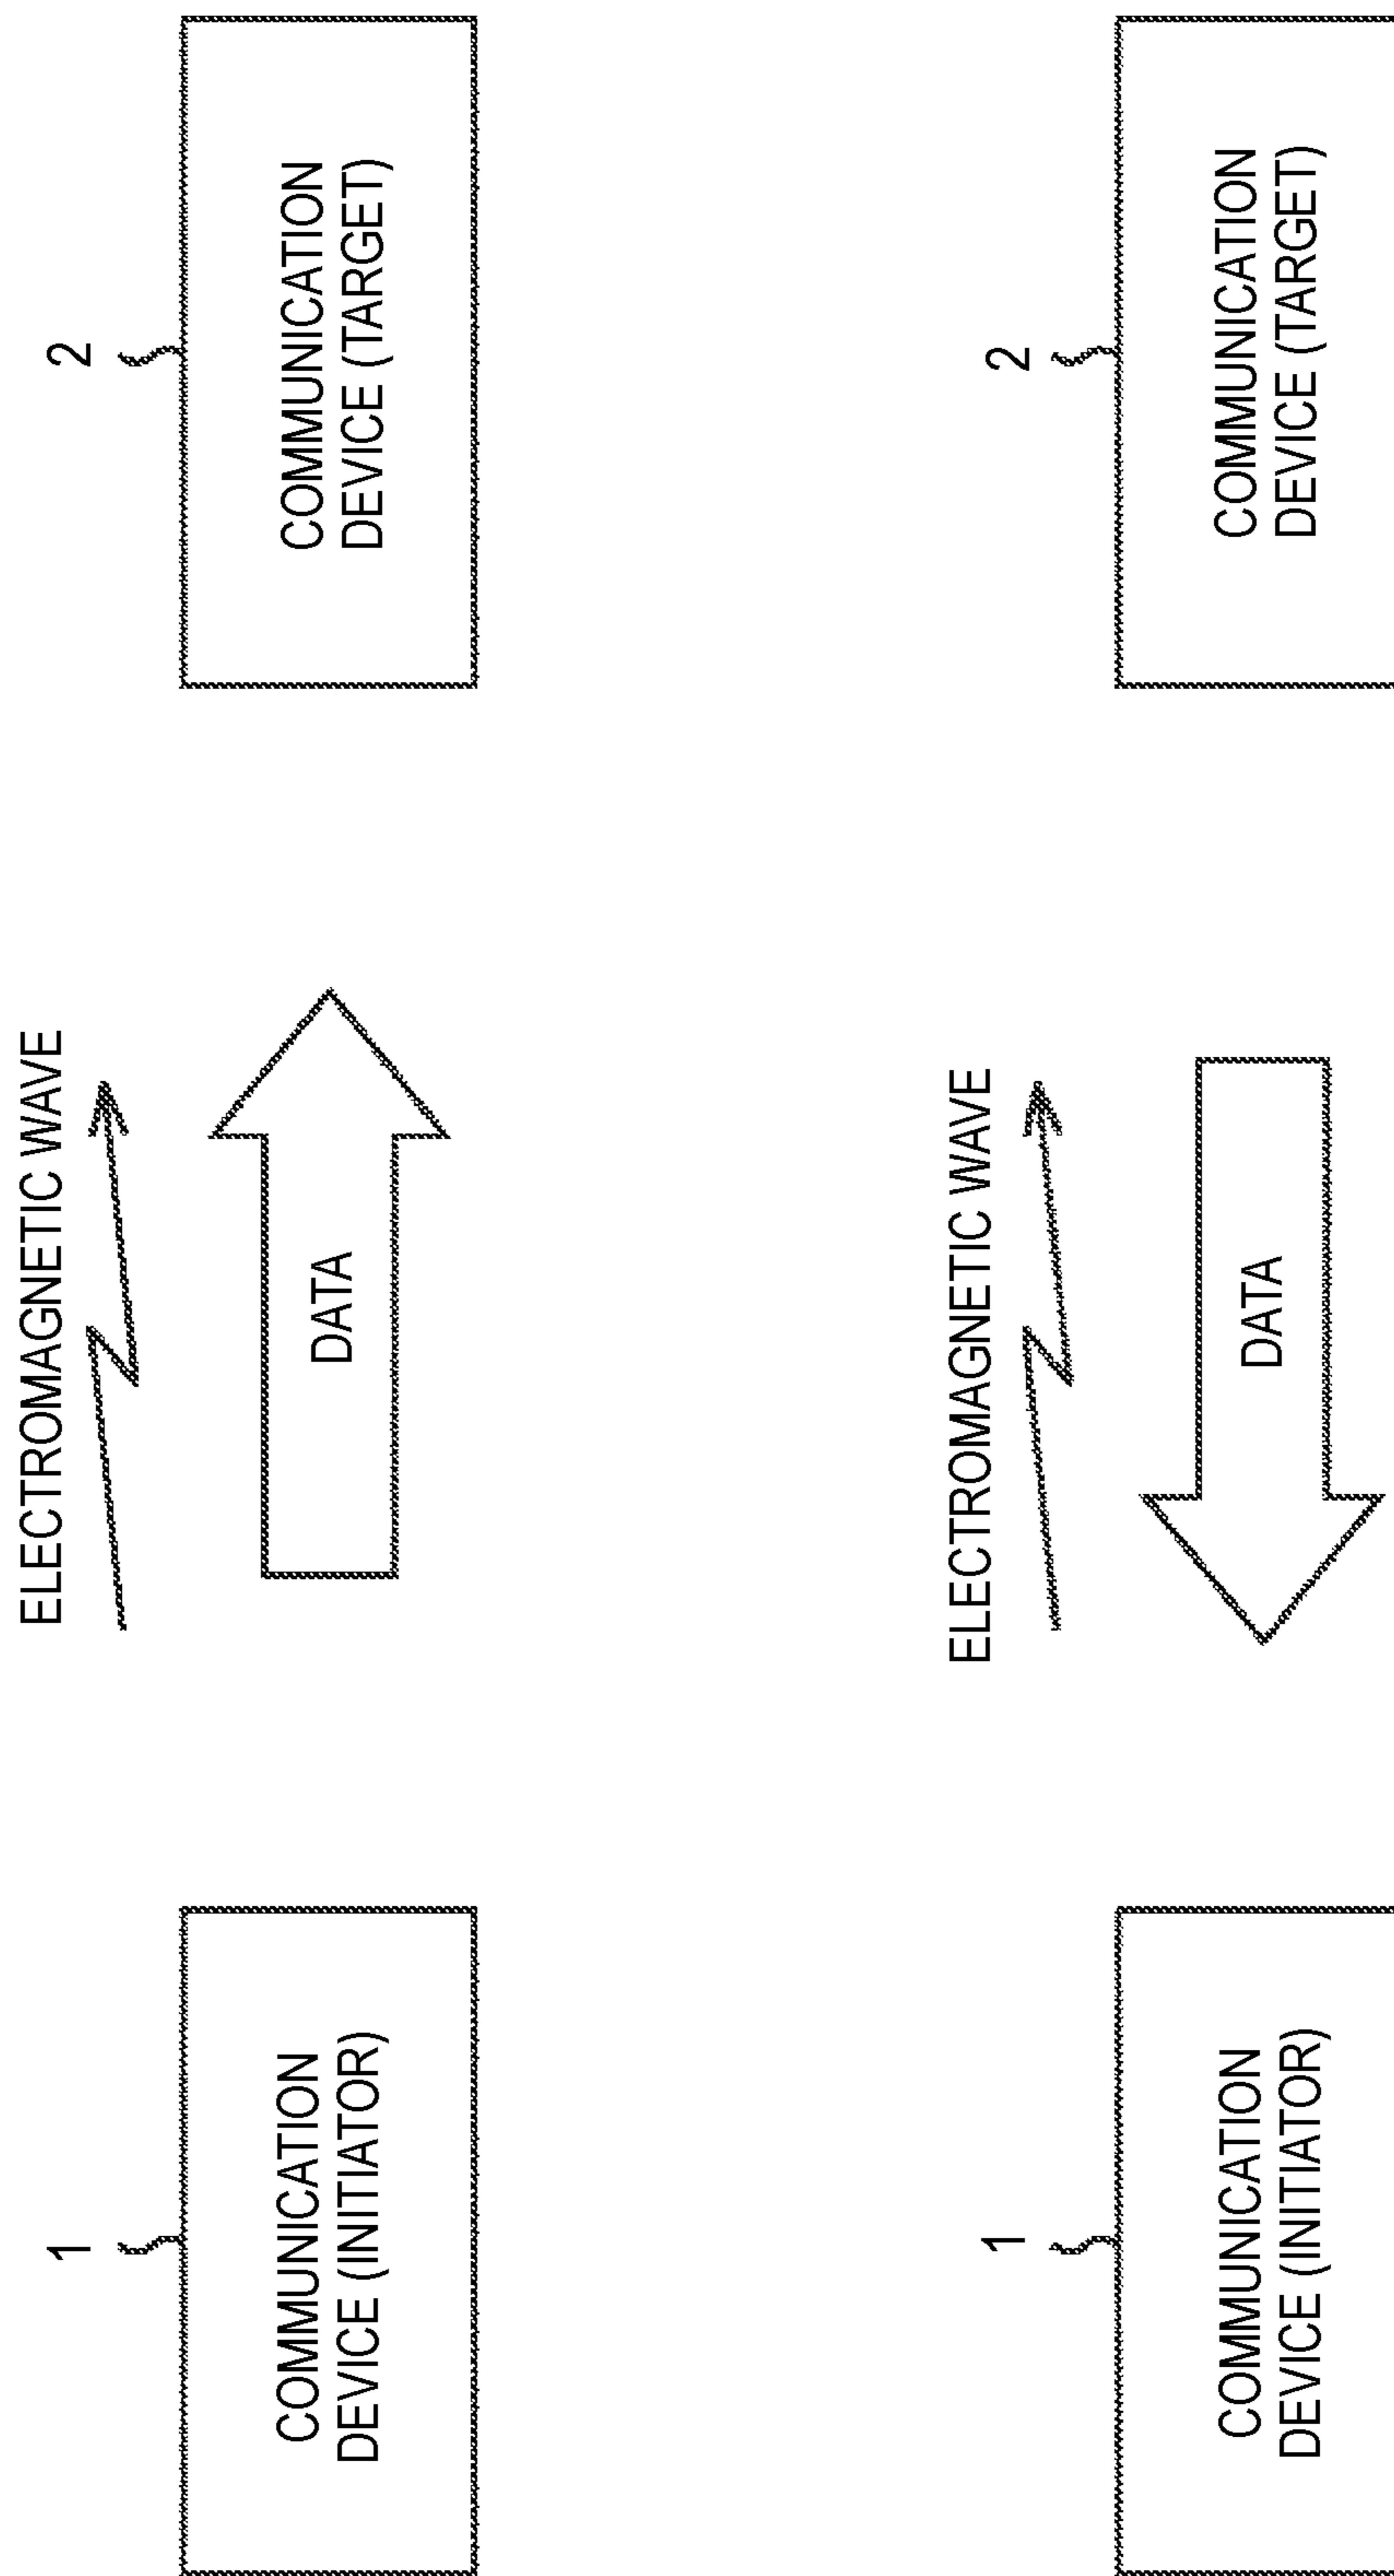 1
COMMUNICATION
DEVICE (INITIATOR)
ELECTROMAGNETIC WAVE
DATA
2
COMMUNICATION
DEVICE (TARGET)
1
COMMUNICATION
DEVICE (INITIATOR)
ELECTROMAGNETIC WAVE
DATA
2
COMMUNICATION
DEVICE (TARGET)